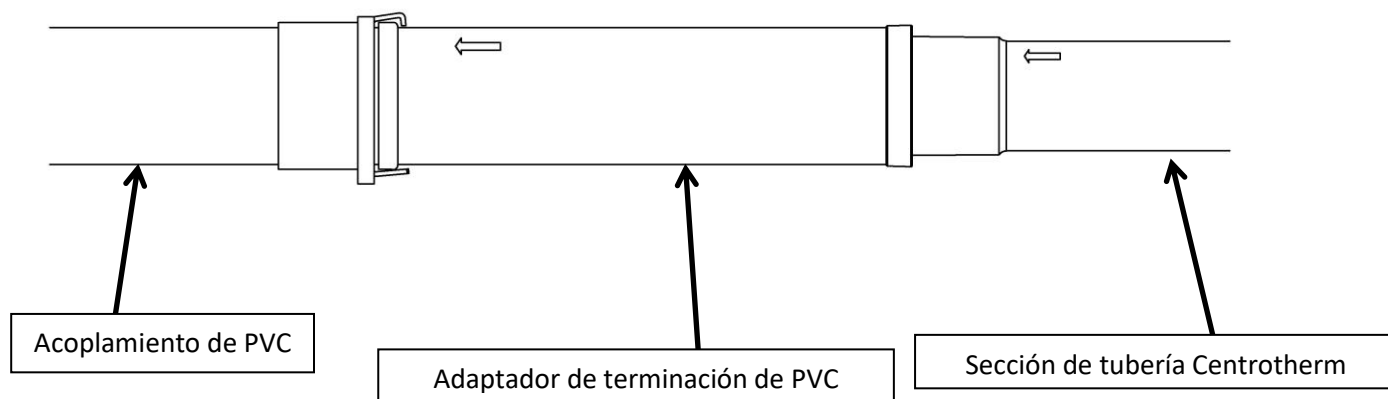 Acoplamiento de PVC
Adaptador de terminación de PVC
Sección de tubería Centrotherm